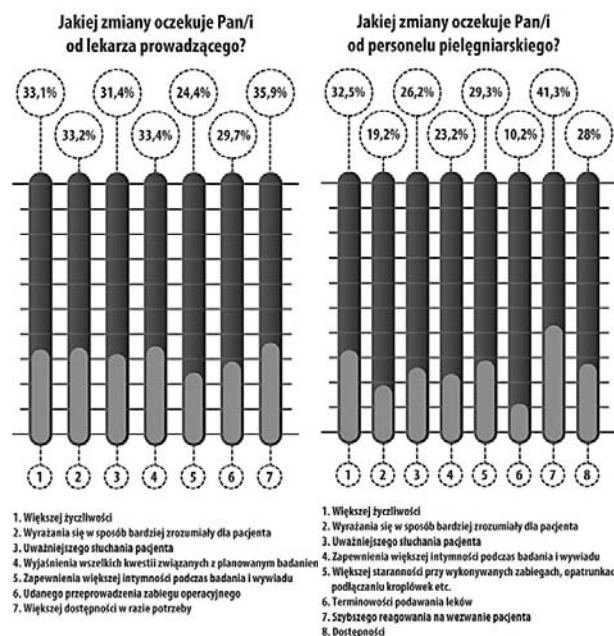 Jakiej zmiany oczekuje Pan/i
od lekarza prowadzącego?
33,1%
33,2%
31,4%
33,4%
24,4%
29,7%
35,9%
1
2
3
4
5
6
7
1. Większej życzliwości
2. Wyrażania się w sposób bardziej zrozumiały dla pacjenta
3. Uważniejszego słuchania pacjenta
4. Wyjaśnienia wszelkich kwestii związanych z planowanym badaniem
5. Zapewnienia większej intymności podczas badania i wywiadu
6. Udanego przeprowadzenia zabiegu operacyjnego
7. Większej dostępności w razie potrzeby
Jakiej zmiany oczekuje Pan/i
od personelu pielęgniarskiego?
32,5%
19,2%
26,2%
23,2%
29,3%
10,2%
41,3%
28%
1
2
3
4
5
6
7
8
1. Większej życzliwości
2. Wyrażania się w sposób bardziej zrozumiały dla pacjenta
3. Uważniejszego słuchania pacjenta
4. Zapewnienia większej intymności podczas badania i wywiadu
5. Większej staranności przy wykonywanych zabiegach, opatrunkac
podłączaniu kroplówek etc.
6. Terminowości podawania leków
7. Szybszego reagowania na wezwanie pacjenta
8. Dostępności